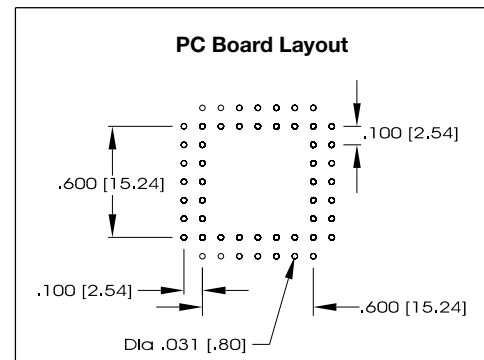 PC Board Layout
.100 [2.54]
.600 [15.24]
.100 [2.54]
.600 [15.24]
Dia .031 [.80]